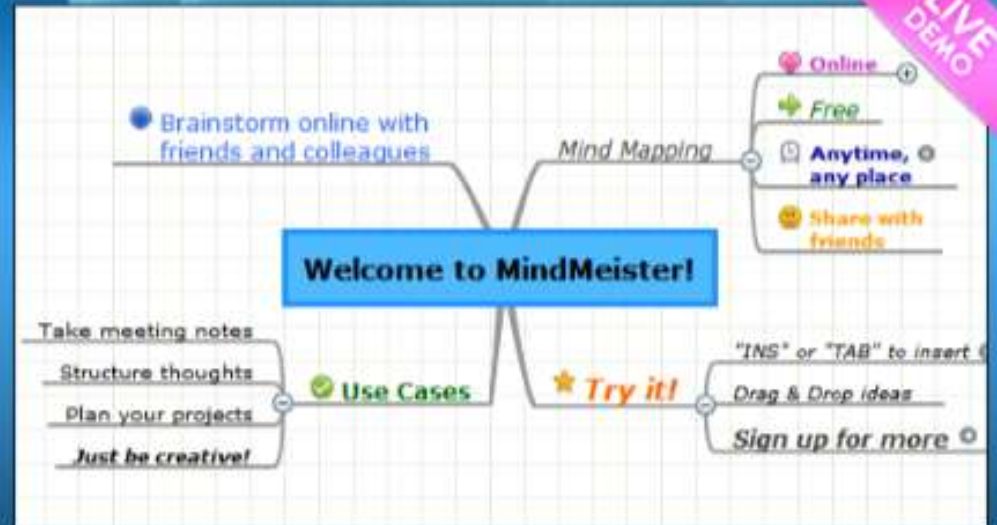 LIVE
DEMO
Brainstorm online with
friends and colleagues
Mind Mapping
Online
Free
Anytime,
any place
Share with
friends
Welcome to MindMeister!
Take meeting notes
Structure thoughts
Plan your projects
Just be creative!
Use Cases
Try it!
"INS" or "TAB" to insert
Drag & Drop ideas
Sign up for more